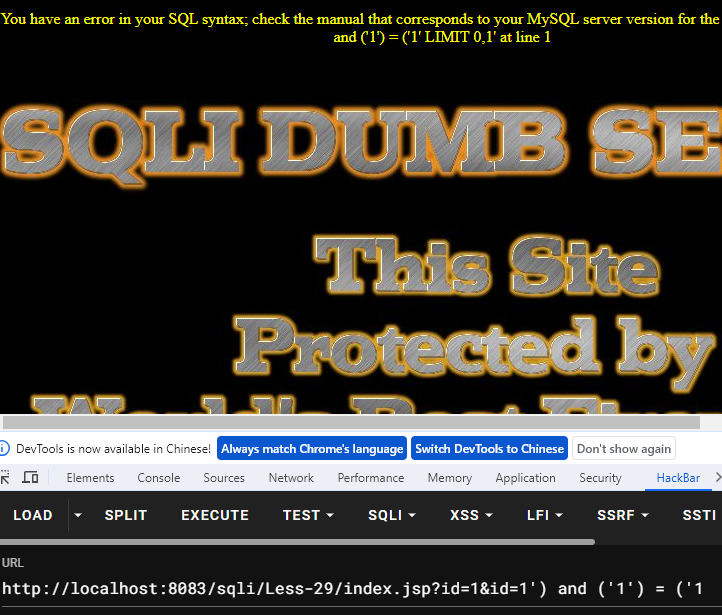 You have an error in your SQL syntax; check the manual that corresponds to your MySQL server version for the
and ('1') = ('1' LIMIT 0,1' at line 1
SQLI DUMB SE
This Site
Protected by
World's Best
DevTools is now available in Chinese!
Always match Chrome's language
Switch DevTools to Chinese
Don't show again
Elements Console Sources Network Performance Memory Application Security HackBar
LOAD SPLIT EXECUTE TEST SQLI XSS LFI SSRF SSTI
URL
http://localhost:8083/sqli/Less-29/index.jsp?id=1&id=1') and ('1') = ('1